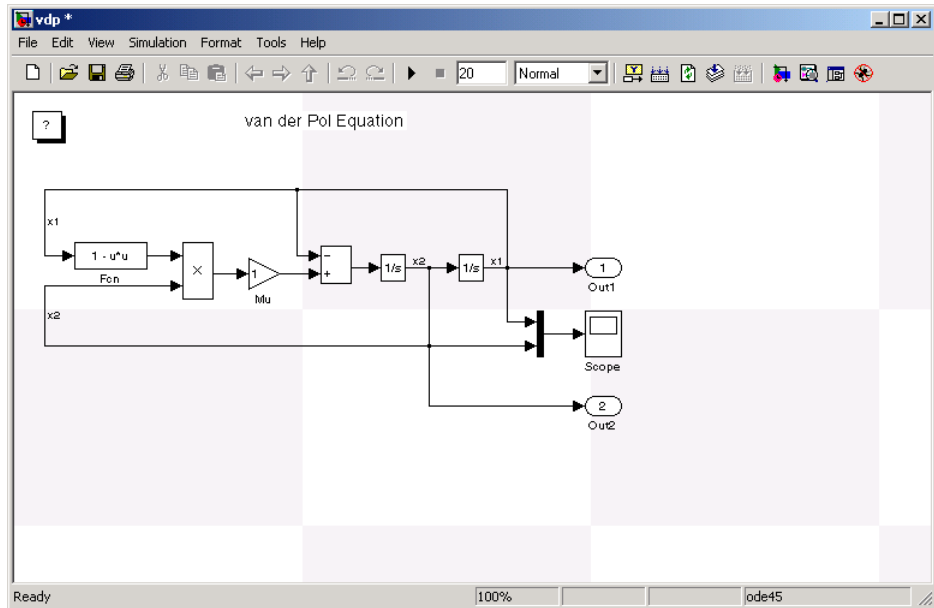 vdp *
File Edit View Simulation Format Tools Help
20 Normal
?
van der Pol Equation
x1
1 - u*u
Fcn
×
1
Mu
−
+
1/s
x2
1/s
x1
1
Out1
x2
Scope
2
Out2
Ready 100% ode45